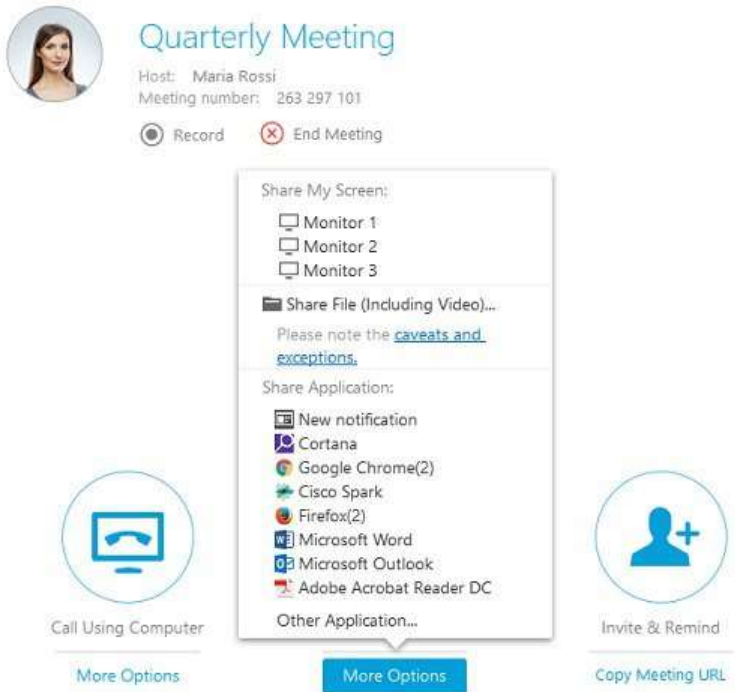 Quarterly Meeting
Host: Maria Rossi
Meeting number: 263 297 101
Record End Meeting
Share My Screen:
Monitor 1
Monitor 2
Monitor 3
Share File (Including Video)...
Please note the caveats and
exceptions.
Share Application:
New notification
Cortana
Google Chrome(2)
Cisco Spark
Firefox(2)
Microsoft Word
Microsoft Outlook
Adobe Acrobat Reader DC
Other Application...
Call Using Computer
Invite & Remind
More Options
More Options
Copy Meeting URL